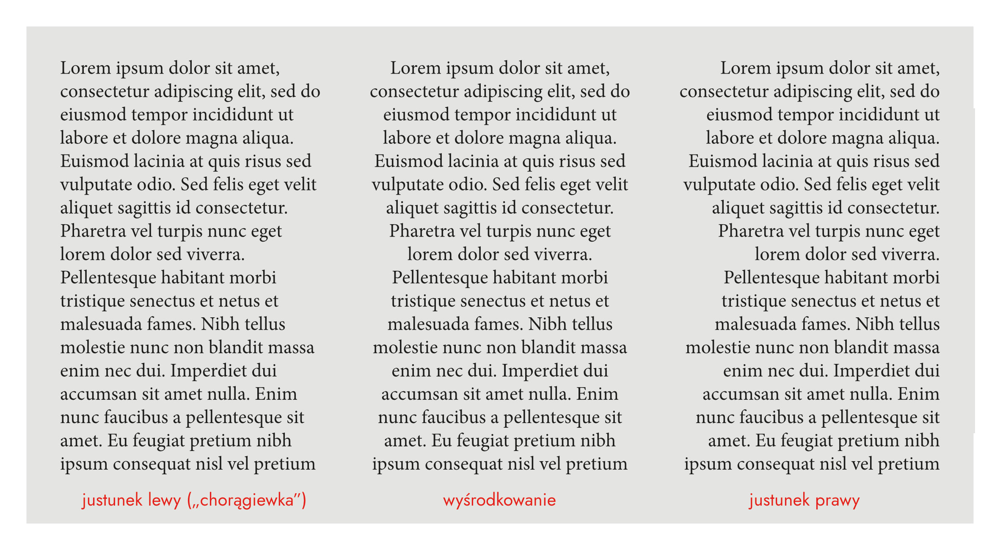 Lorem ipsum dolor sit amet,
consectetur adipiscing elit, sed do
eiusmod tempor incididunt ut
labore et dolore magna aliqua.
Euismod lacinia at quis risus sed
vulputate odio. Sed felis eget velit
aliquet sagittis id consectetur.
Pharetra vel turpis nunc eget
lorem dolor sed viverra.
Pellentesque habitant morbi
tristique senectus et netus et
malesuada fames. Nibh tellus
molestie nunc non blandit massa
enim nec dui. Imperdiet dui
accumsan sit amet nulla. Enim
nunc faucibus a pellentesque sit
amet. Eu feugiat pretium nibh
ipsum consequat nisl vel pretium
justunek lewy („chorągiewka”)
Lorem ipsum dolor sit amet,
consectetur adipiscing elit, sed do
eiusmod tempor incididunt ut
labore et dolore magna aliqua.
Euismod lacinia at quis risus sed
vulputate odio. Sed felis eget velit
aliquet sagittis id consectetur.
Pharetra vel turpis nunc eget
lorem dolor sed viverra.
Pellentesque habitant morbi
tristique senectus et netus et
malesuada fames. Nibh tellus
molestie nunc non blandit massa
enim nec dui. Imperdiet dui
accumsan sit amet nulla. Enim
nunc faucibus a pellentesque sit
amet. Eu feugiat pretium nibh
ipsum consequat nisl vel pretium
wyśrodkowanie
Lorem ipsum dolor sit amet,
consectetur adipiscing elit, sed do
eiusmod tempor incididunt ut
labore et dolore magna aliqua.
Euismod lacinia at quis risus sed
vulputate odio. Sed felis eget velit
aliquet sagittis id consectetur.
Pharetra vel turpis nunc eget
lorem dolor sed viverra.
Pellentesque habitant morbi
tristique senectus et netus et
malesuada fames. Nibh tellus
molestie nunc non blandit massa
enim nec dui. Imperdiet dui
accumsan sit amet nulla. Enim
nunc faucibus a pellentesque sit
amet. Eu feugiat pretium nibh
ipsum consequat nisl vel pretium
justunek prawy